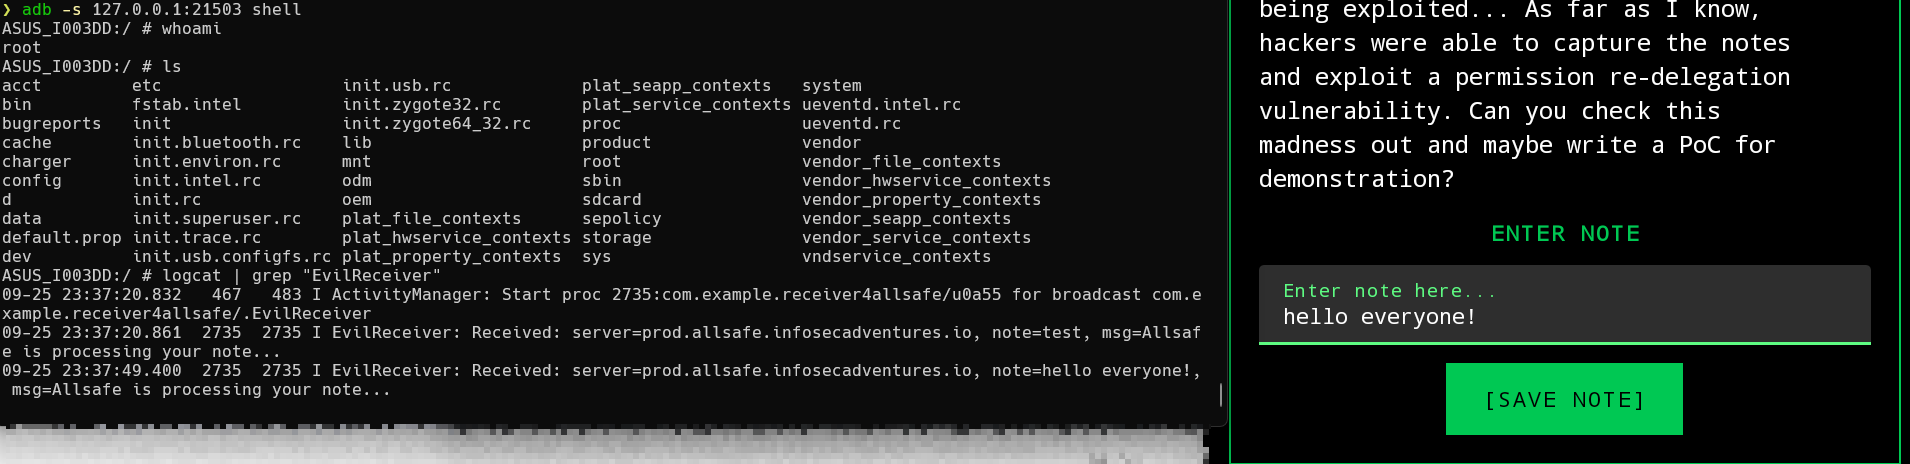 ❯ adb -s 127.0.0.1:21503 shell
ASUS_I003DD:/ # whoami
root
ASUS_I003DD:/ # ls
acct etc init.usb.rc plat_seapp_contexts system
bin fstab.intel init.zygote32.rc plat_service_contexts ueventd.intel.rc
bugreports init init.zygote64_32.rc proc ueventd.rc
cache init.bluetooth.rc lib product vendor
charger init.environ.rc mnt root vendor_file_contexts
config init.intel.rc odm sbin vendor_hwservice_contexts
d init.rc oem sdcard vendor_property_contexts
data init.superuser.rc plat_file_contexts sepolicy vendor_seapp_contexts
default.prop init.trace.rc plat_hwservice_contexts storage vendor_service_contexts
dev init.usb.configfs.rc plat_property_contexts sys vndservice_contexts
ASUS_I003DD:/ # logcat | grep "EvilReceiver"
09-25 23:37:20.832 467 483 I ActivityManager: Start proc 2735:com.example.receiver4allsafe/u0a55 for broadcast com.e
xample.receiver4allsafe/.EvilReceiver
09-25 23:37:20.861 2735 2735 I EvilReceiver: Received: server=prod.allsafe.infosecadventures.io, note=test, msg=Allsaf
e is processing your note...
09-25 23:37:49.400 2735 2735 I EvilReceiver: Received: server=prod.allsafe.infosecadventures.io, note=hello everyone!,
msg=Allsafe is processing your note...
being exploited... As far as I know,
hackers were able to capture the notes
and exploit a permission re-delegation
vulnerability. Can you check this
madness out and maybe write a PoC for
demonstration?
ENTER NOTE
Enter note here...
hello everyone!
[SAVE NOTE]